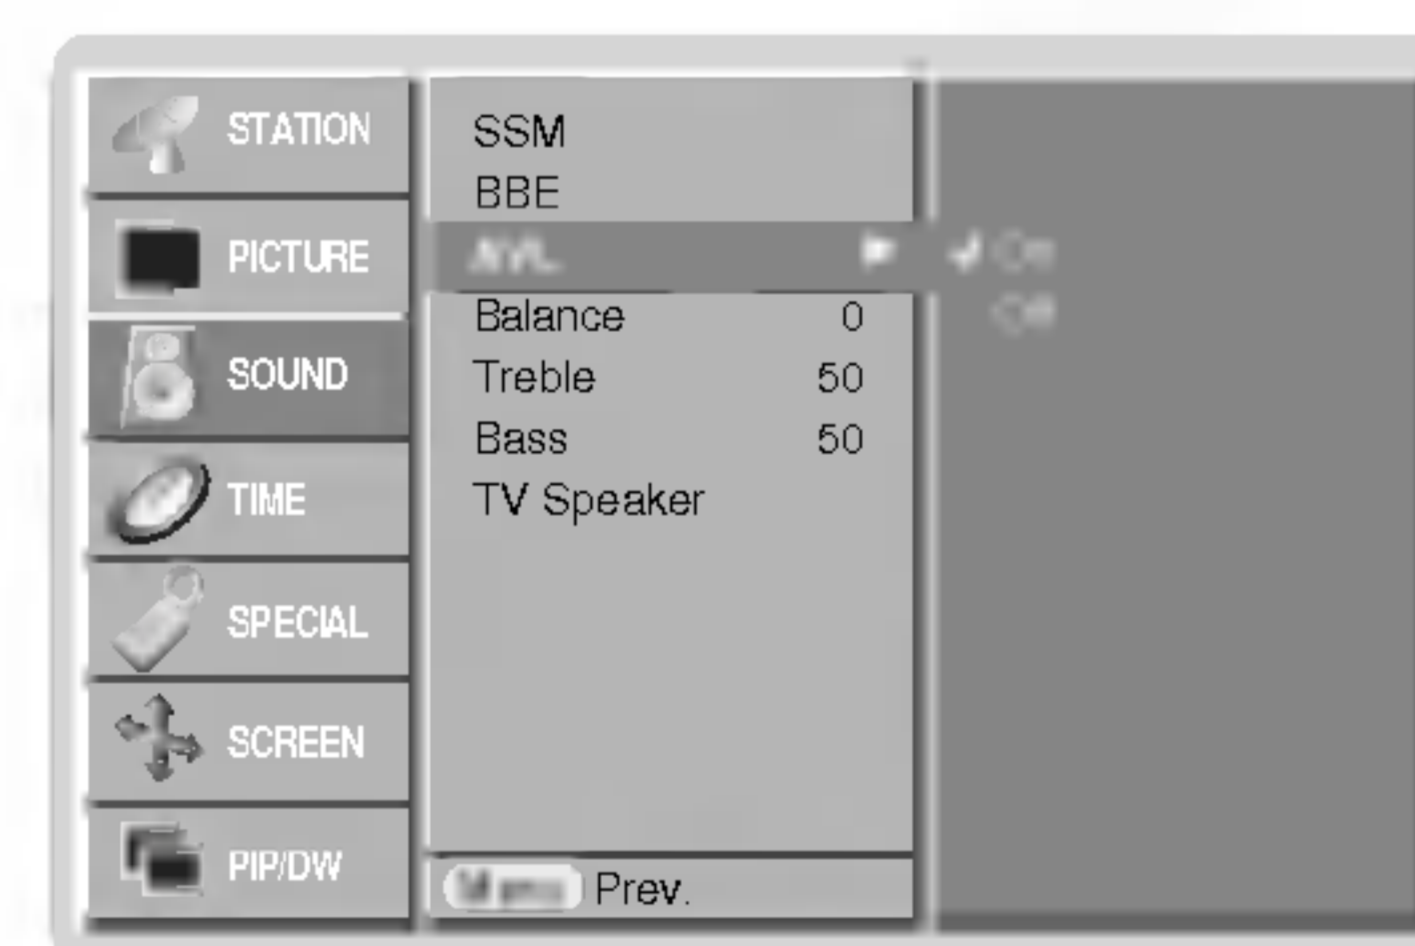 STATION
PICTURE
SOUND
TIME
SPECIAL
SCREEN
PIP/DW
SSM
BBE
AVL
On
Off
Balance 0
Treble 50
Bass 50
TV Speaker
Menu Prev.